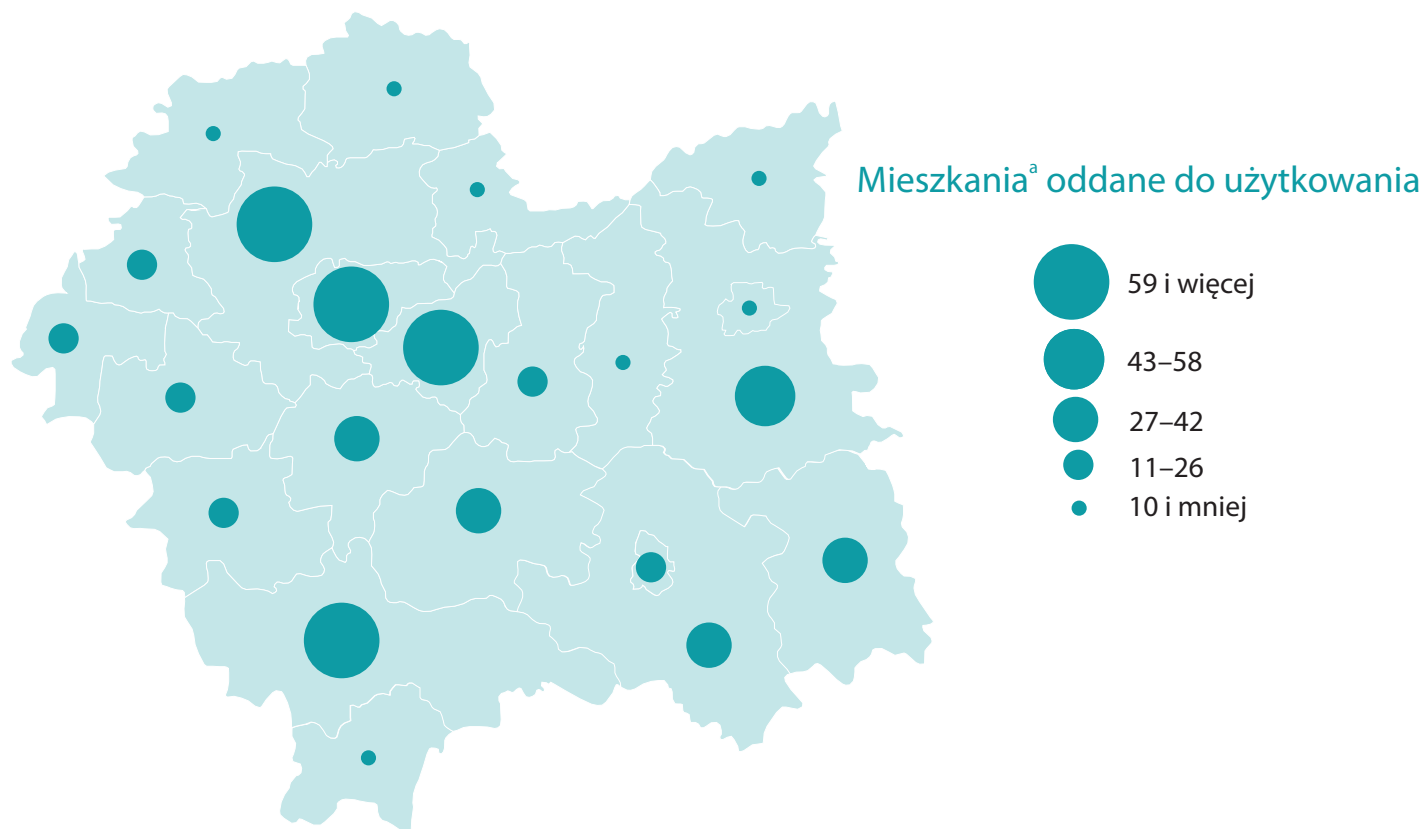 Mieszkaniaᵃ oddane do użytkowania
59 i więcej
43–58
27–42
11–26
10 i mniej